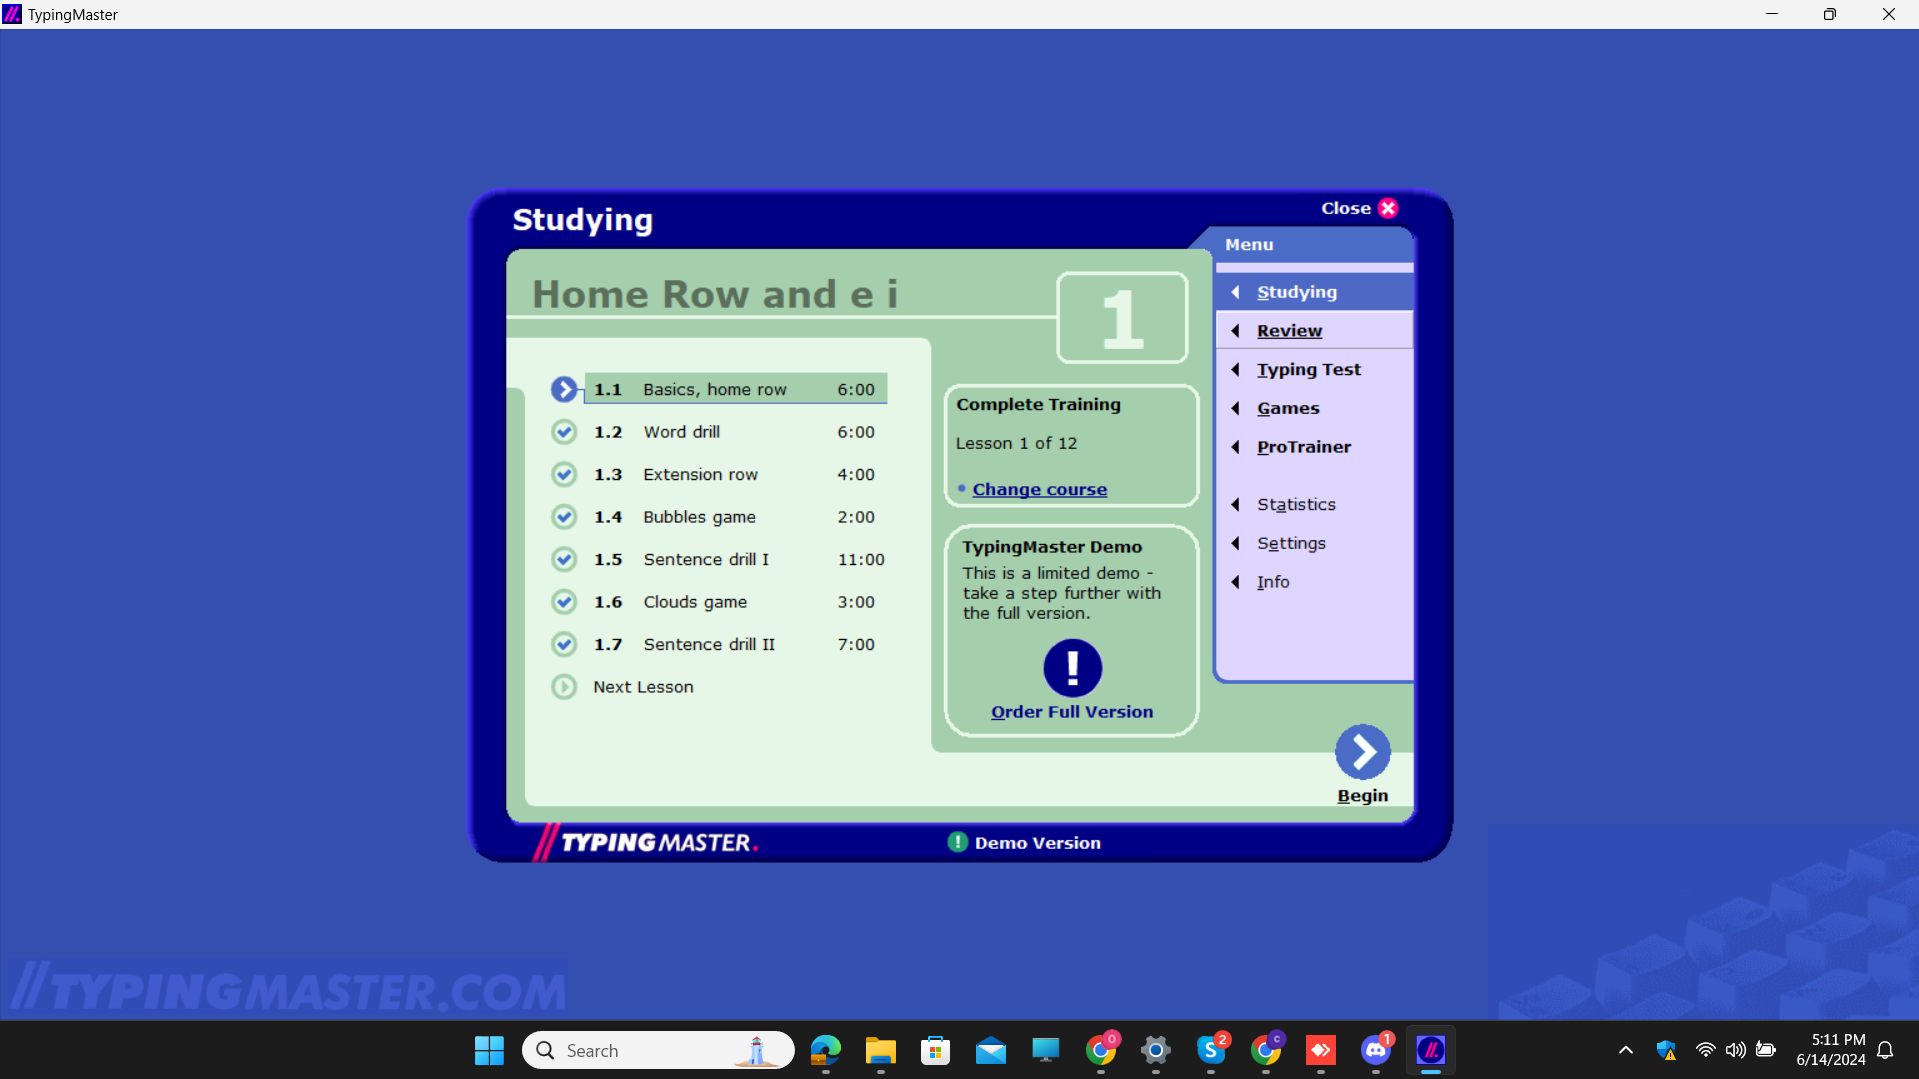 TypingMaster
Studying
Close
Menu
Home Row and e i
1
Studying
Review
Typing Test
Games
ProTrainer
Statistics
Settings
Info
1.1 Basics, home row 6:00
1.2 Word drill 6:00
1.3 Extension row 4:00
1.4 Bubbles game 2:00
1.5 Sentence drill I 11:00
1.6 Clouds game 3:00
1.7 Sentence drill II 7:00
Next Lesson
Complete Training
Lesson 1 of 12
Change course
TypingMaster Demo
This is a limited demo -
take a step further with
the full version.
!
Order Full Version
Begin
//TYPINGMASTER.
! Demo Version
//TYPINGMASTER.COM
Search
0
S 2
c
1
5:11 PM
6/14/2024